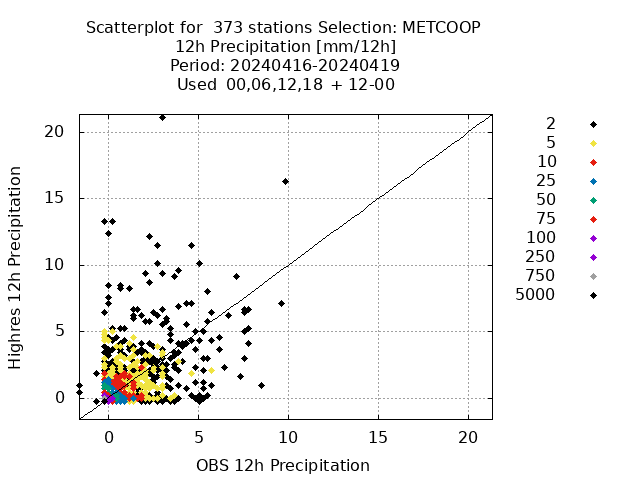 Scatterplot for  373 stations Selection: METCOOP
12h Precipitation [mm/12h]
Period: 20240416-20240419
Used  00,06,12,18  + 12-00
Highres 12h Precipitation
20
15
10
5
0
0 5 10 15 20
OBS 12h Precipitation
2
5
10
25
50
75
100
250
750
5000